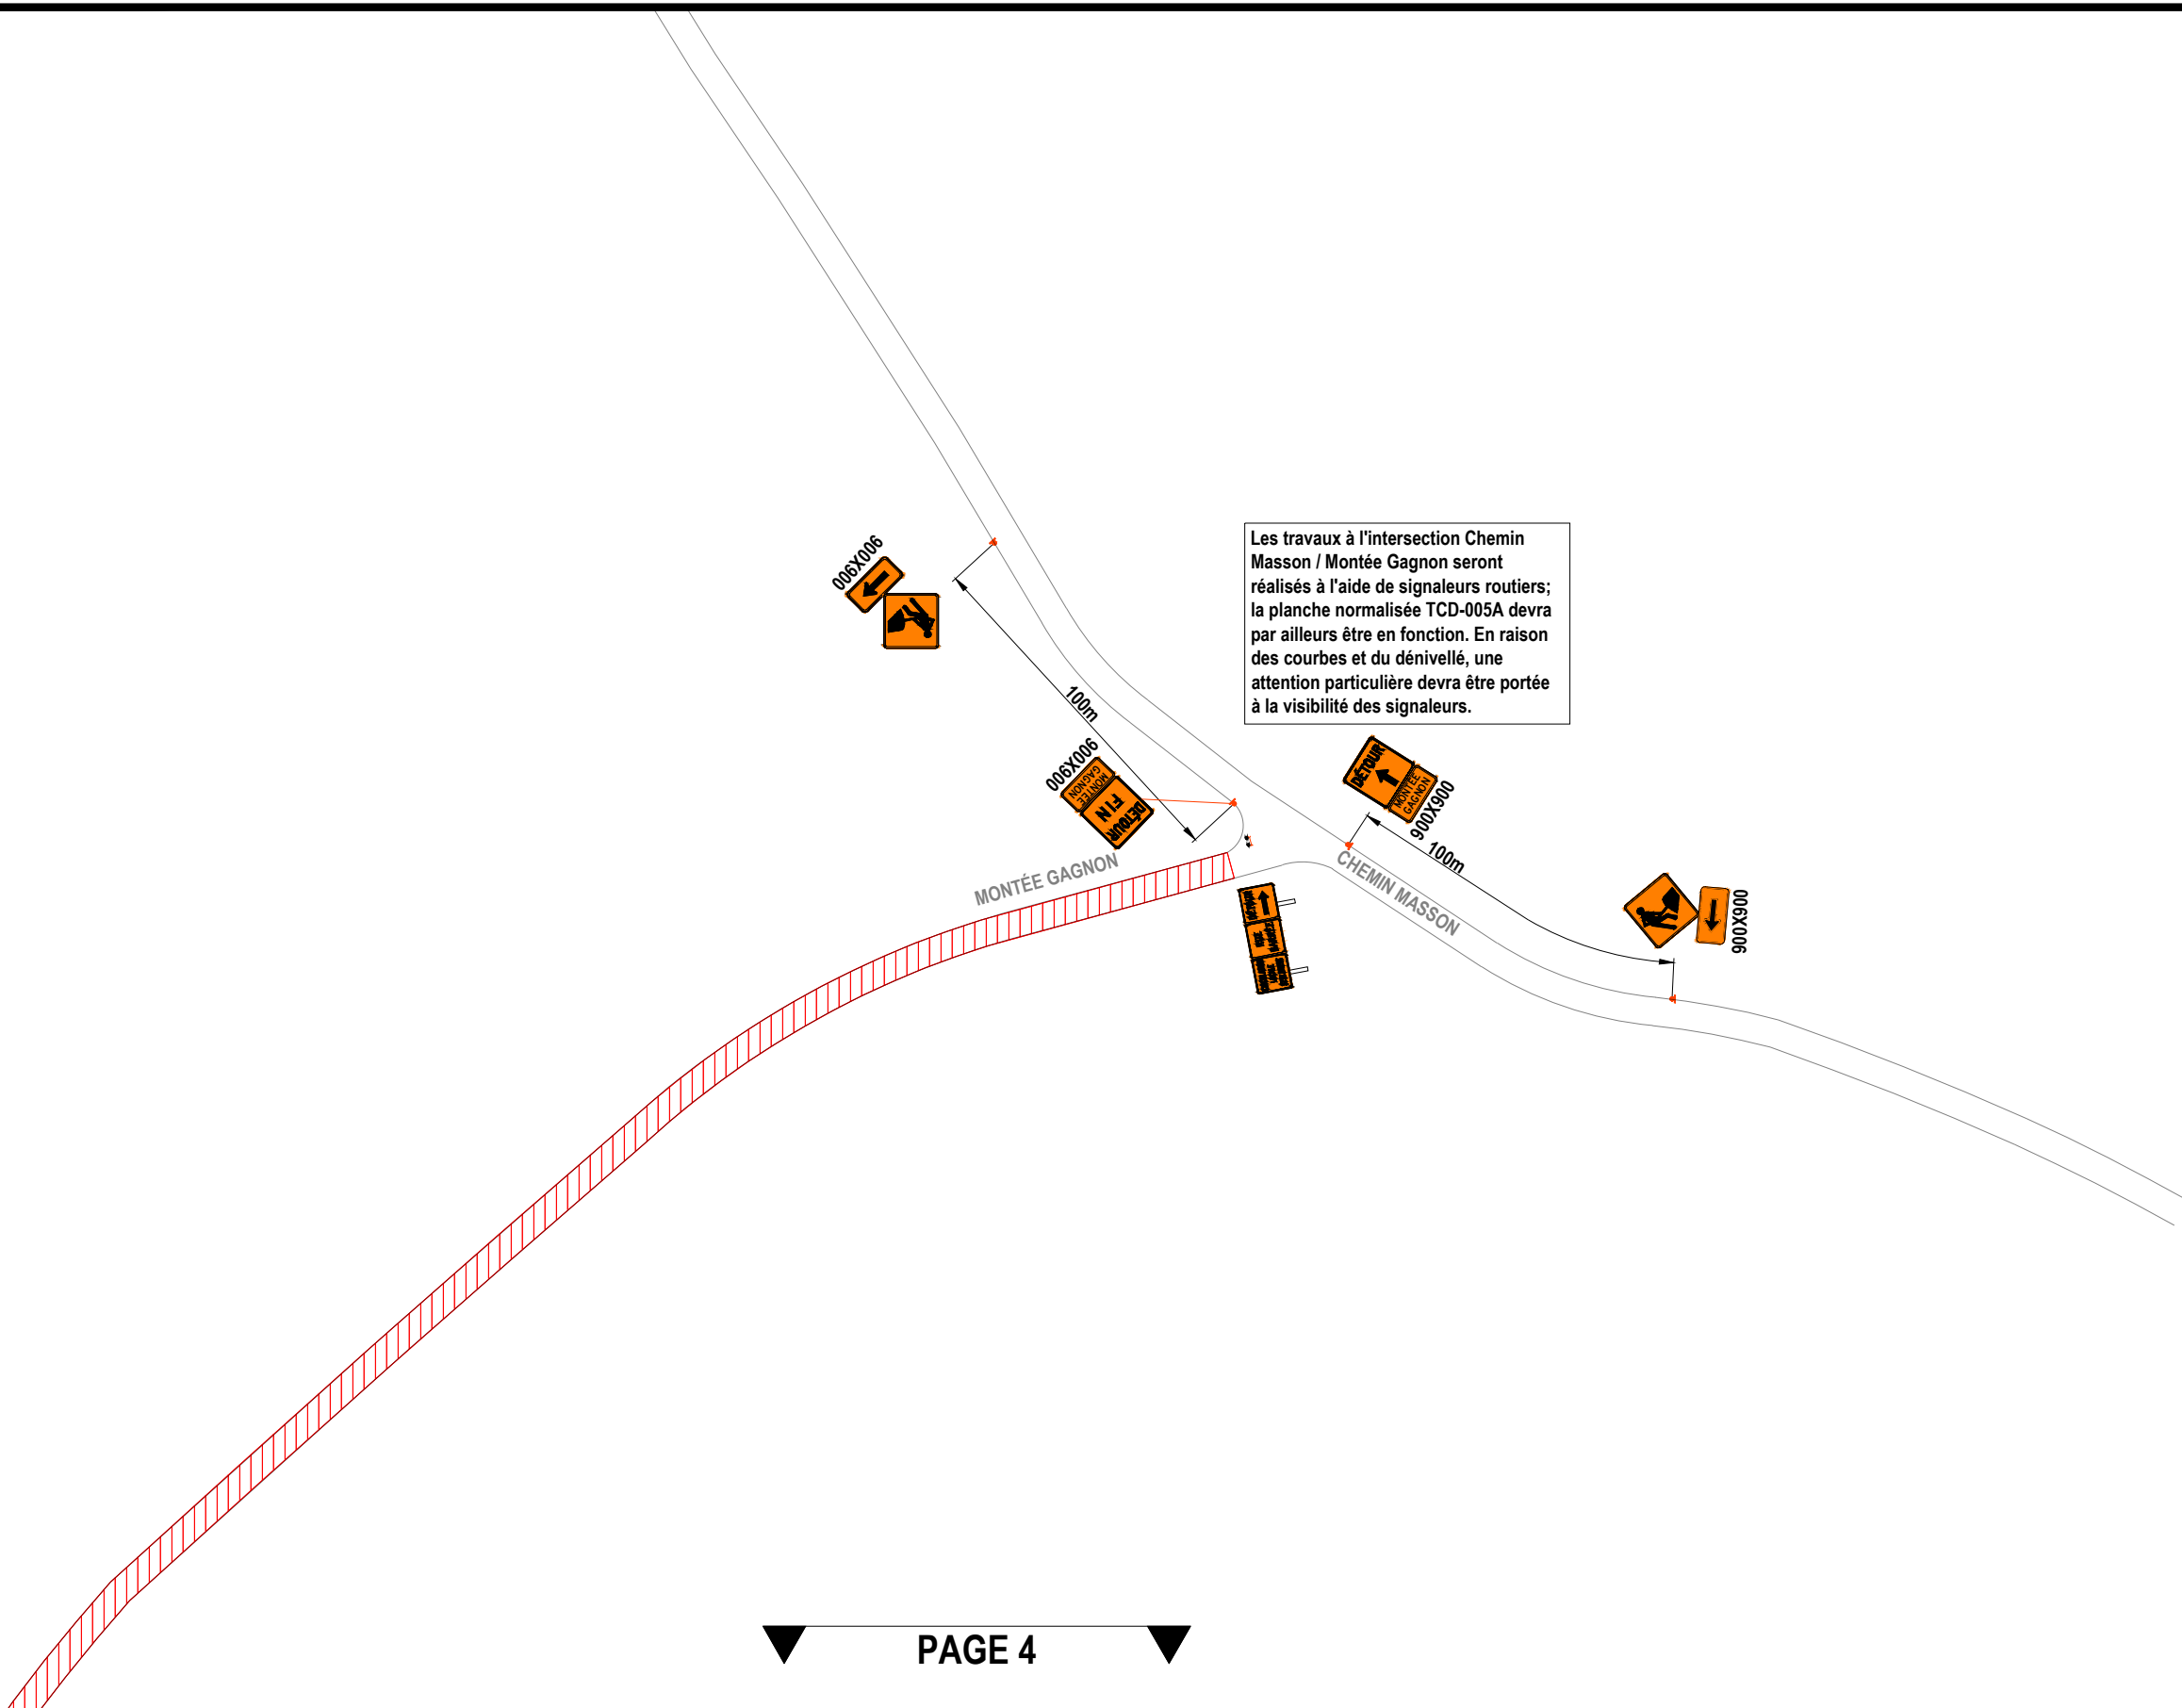 900X900
Les travaux à l'intersection Chemin
Masson / Montée Gagnon seront
réalisés à l'aide de signaleurs routiers;
la planche normalisée TCD-005A devra
par ailleurs être en fonction. En raison
des courbes et du dénivellé, une
attention particulière devra être portée
à la visibilité des signaleurs.
100m
900X900
MONTÉE
GAGNON
FIN
DÉTOUR
DÉTOUR
MONTÉE
GAGNON
900X900
100m
MONTÉE GAGNON
CHEMIN MASSON
900X900
PAGE 4